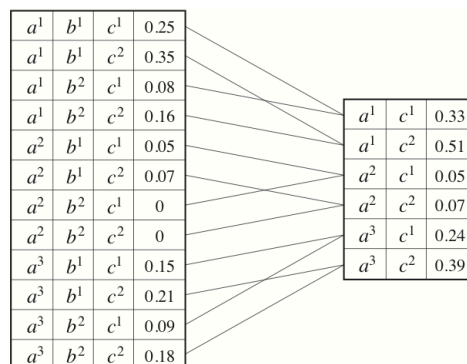 a¹ b¹ c¹ 0.25
a¹ b¹ c² 0.35
a¹ b² c¹ 0.08
a¹ b² c² 0.16
a² b¹ c¹ 0.05
a² b¹ c² 0.07
a² b² c¹ 0
a² b² c² 0
a³ b¹ c¹ 0.15
a³ b¹ c² 0.21
a³ b² c¹ 0.09
a³ b² c² 0.18
a¹ c¹ 0.33
a¹ c² 0.51
a² c¹ 0.05
a² c² 0.07
a³ c¹ 0.24
a³ c² 0.39